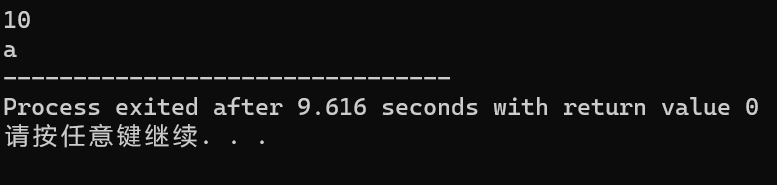 10
a
--------------------------------
Process exited after 9.616 seconds with return value 0
请按任意键继续. . .